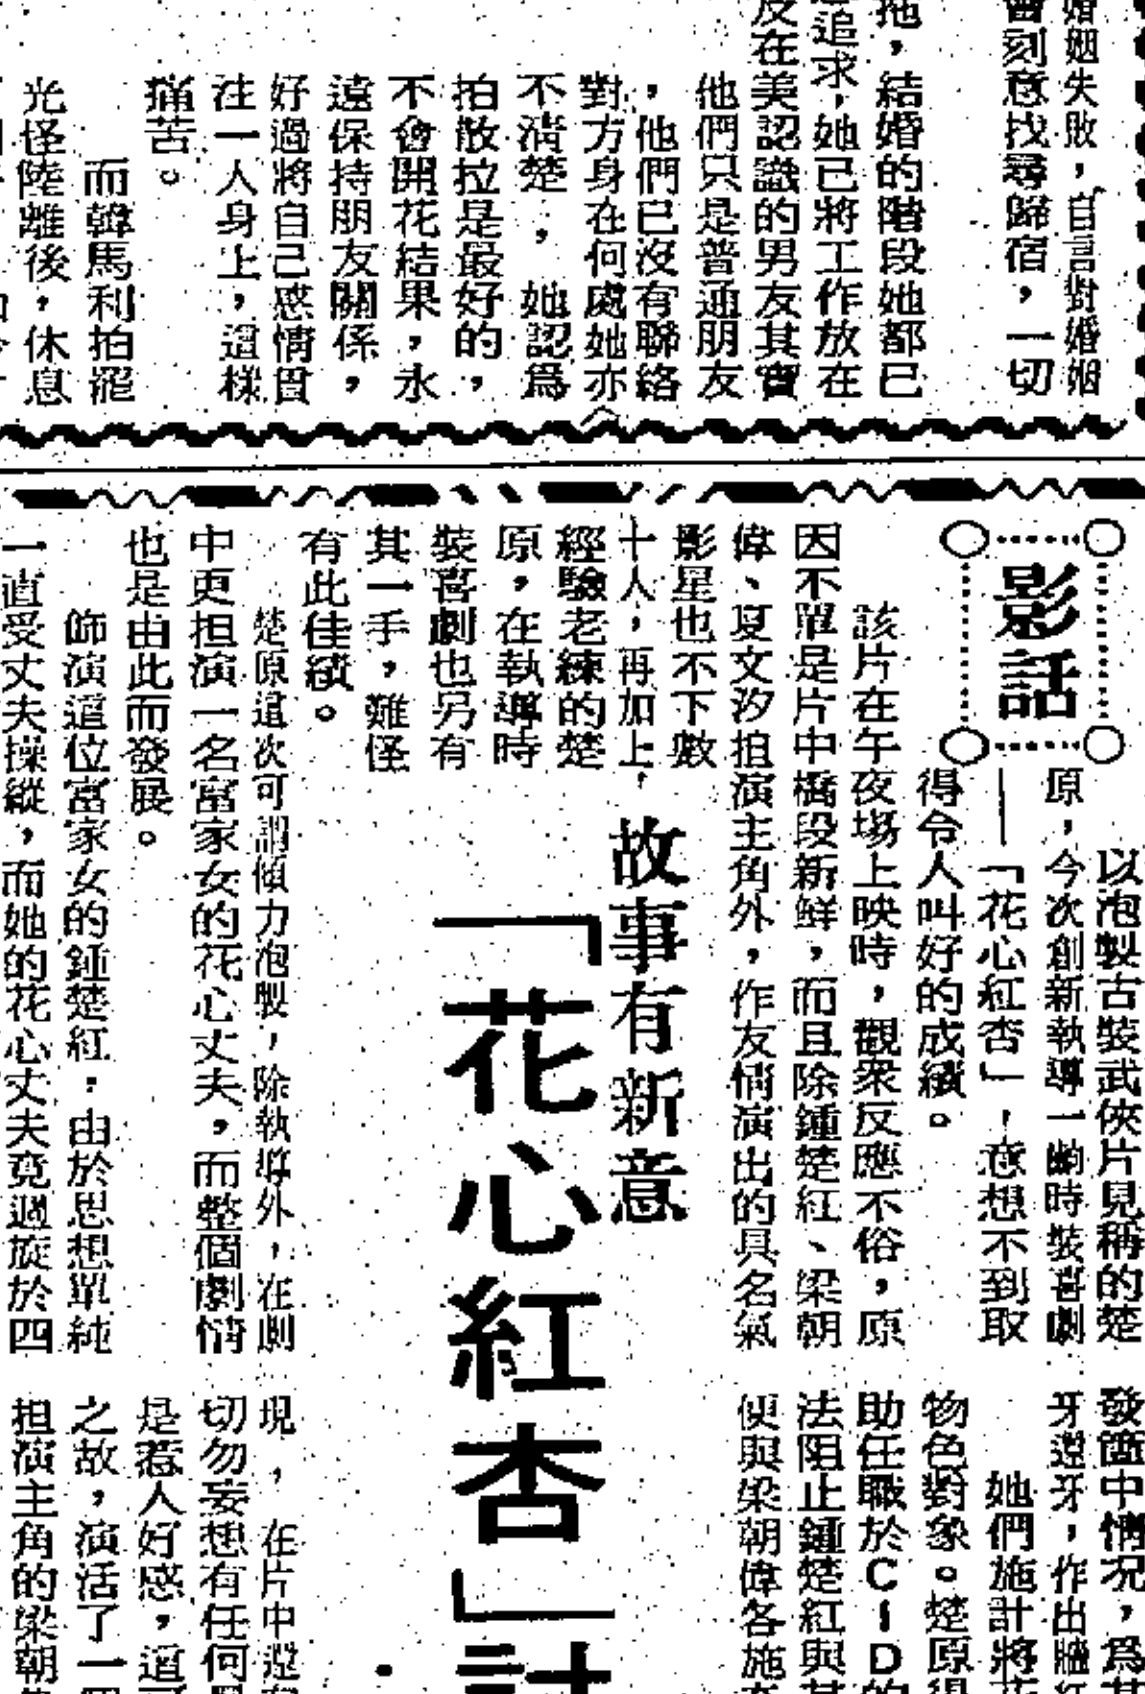 婚姻失敗，自言對婚姻
會刻意找尋歸宿，一切
拖，結婚的階段她都已
追求，她已將工作放在
反在美認識的男友其實
他們只是普通朋友
，他們已沒有聯絡
對方身在何處她亦
不清楚，她認爲
拍散拉是最好的，
不會開花結果，永
遠保持朋友關係，
好過將自己感情貫
注一人身上，這樣
痛苦。
而韓馬利拍罷
光怪陸離後，休息
影話
以泡製古裝武俠片見稱的楚
原，今次創新執導一齣時裝喜劇
——「花心紅杏」，意想不到取
得令人叫好的成績。
該片在午夜場上映時，觀衆反應不俗，原
因不單是片中橋段新鮮，而且除鍾楚紅、梁朝
偉、夏文汐担演主角外，作友情演出的具名氣
影星也不下數
十人，再加上，
經驗老練的楚
原，在執導時
裝喜劇也另有
其一手，難怪
有此佳績。
故事有新意
「花心紅杏」討
楚原這次可謂傾力泡製，除執導外，在劇
中更担演一名富家女的花心丈夫，而整個劇情
也是由此而發展。
飾演這位富家女的鍾楚紅，由於思想單純
一直受丈夫操縱，而她的花心丈夫竟週旋於四
發箇中情况，爲其
牙還牙，作出牆紅
她們施計將花
物色對象。楚原得
助任職於CID的
法阻止鍾楚紅與其
便與梁朝偉各施
現，在片中還
切勿妄想有任何
是惹人好感，這
之故，演活了一
担演主角的梁朝